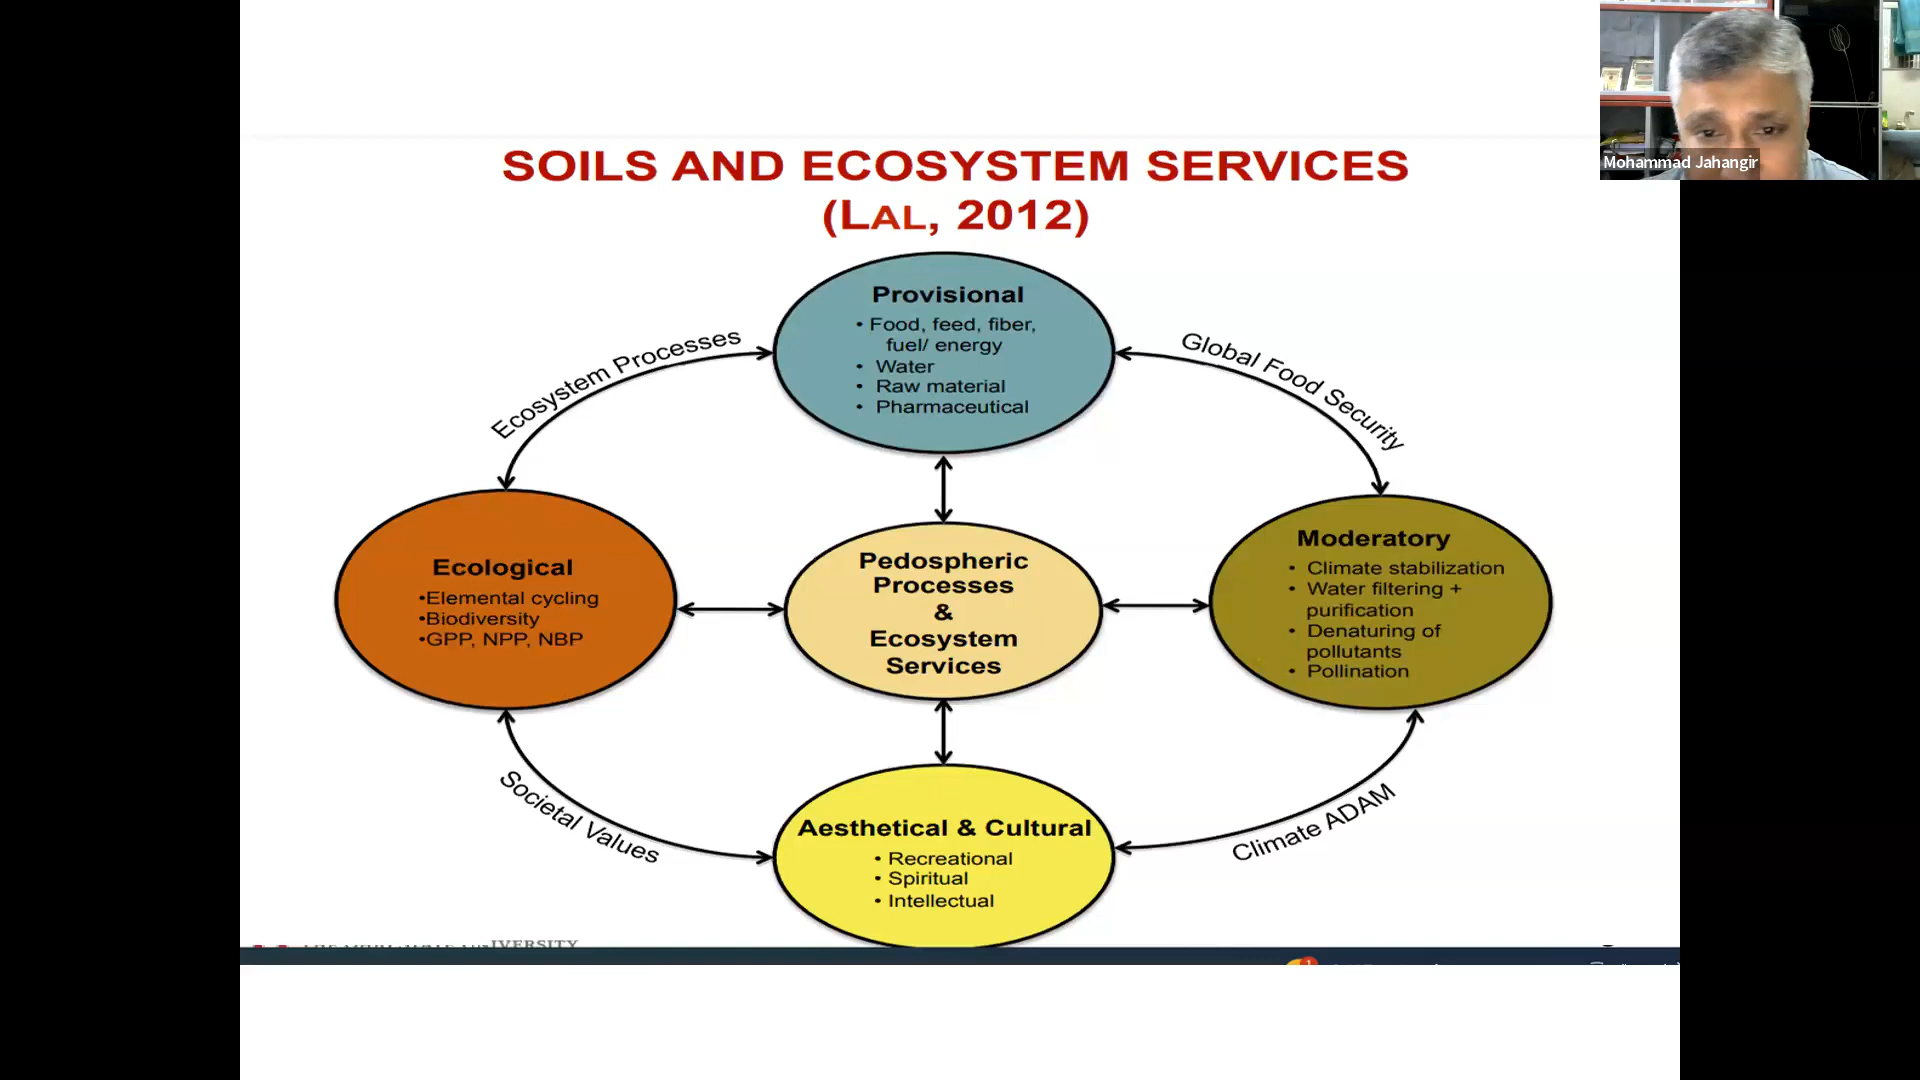 SOILS AND ECOSYSTEM SERVICES
(LAL, 2012)
Mohammad Jahangir
Provisional
• Food, feed, fiber,
fuel/ energy
• Water
• Raw material
• Pharmaceutical
Ecosystem Processes
Global Food Security
Ecological
•Elemental cycling
•Biodiversity
•GPP, NPP, NBP
Pedospheric
Processes
&
Ecosystem
Services
Moderatory
• Climate stabilization
• Water filtering +
purification
• Denaturing of
pollutants
• Pollination
Societal Values
Climate ADAM
Aesthetical & Cultural
• Recreational
• Spiritual
• Intellectual
UNIVERSITY
1